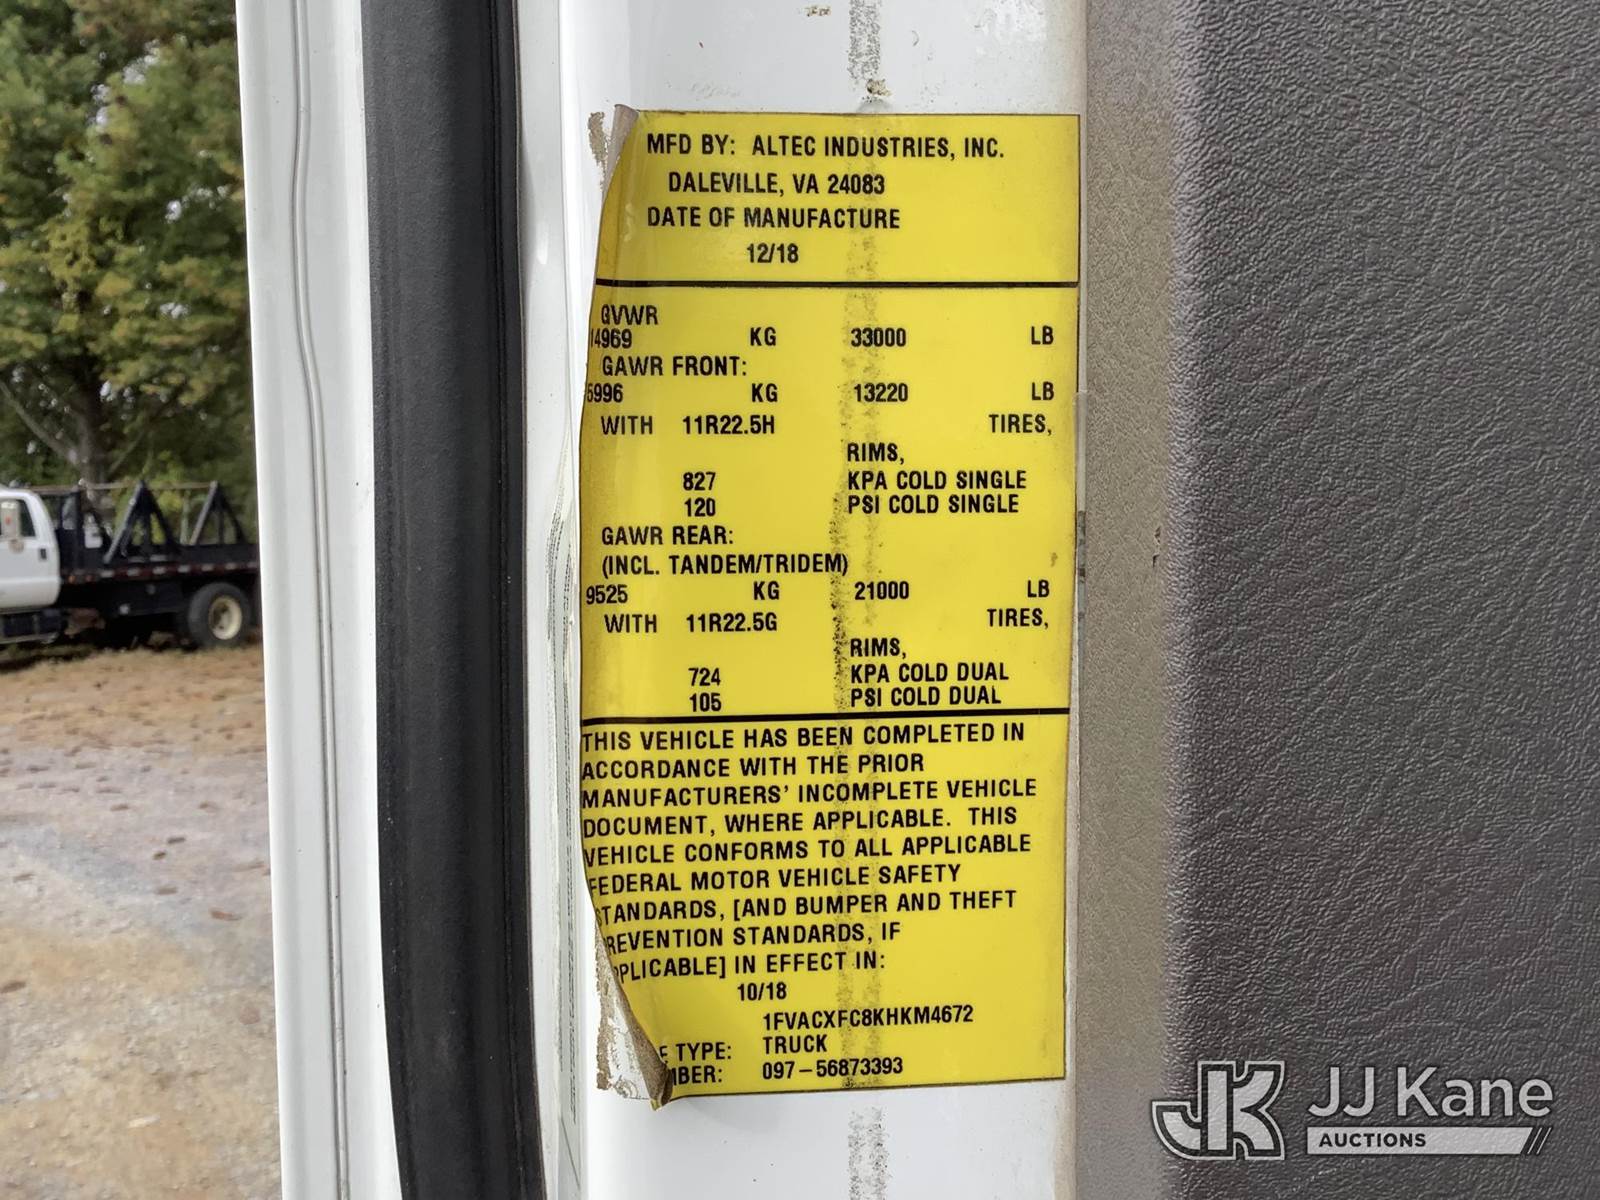 MFD BY: ALTEC INDUSTRIES, INC.
DALEVILLE, VA 24083
DATE OF MANUFACTURE
12/18
GVWR
14969 KG 33000 LB
GAWR FRONT:
5996 KG 13220 LB
WITH 11R22.5H TIRES,
RIMS,
827 KPA COLD SINGLE
120 PSI COLD SINGLE
GAWR REAR:
(INCL. TANDEM/TRIDEM)
9525 KG 21000 LB
WITH 11R22.5G TIRES,
RIMS,
724 KPA COLD DUAL
105 PSI COLD DUAL
THIS VEHICLE HAS BEEN COMPLETED IN
ACCORDANCE WITH THE PRIOR
MANUFACTURERS' INCOMPLETE VEHICLE
DOCUMENT, WHERE APPLICABLE. THIS
VEHICLE CONFORMS TO ALL APPLICABLE
FEDERAL MOTOR VEHICLE SAFETY
STANDARDS, [AND BUMPER AND THEFT
REVENTION STANDARDS, IF
PPLICABLE] IN EFFECT IN:
10/18
1FVACXFC8KHKM4672
E TYPE: TRUCK
MBER: 097-56873393
JK JJ Kane
AUCTIONS